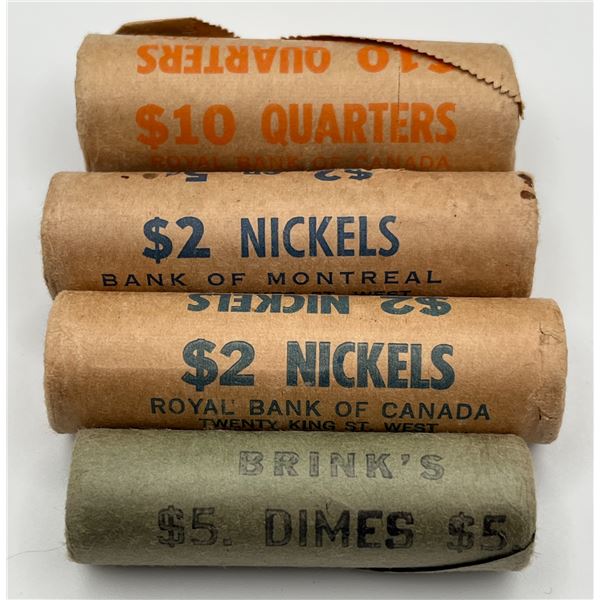 $10 QUARTERS
$10 QUARTERS
ROYAL BANK OF CANADA
$2 NICKELS
BANK OF MONTREAL
$2 NICKELS
$2 NICKELS
ROYAL BANK OF CANADA
TWENTY KING ST. WEST
BRINK'S
$5. DIMES $5